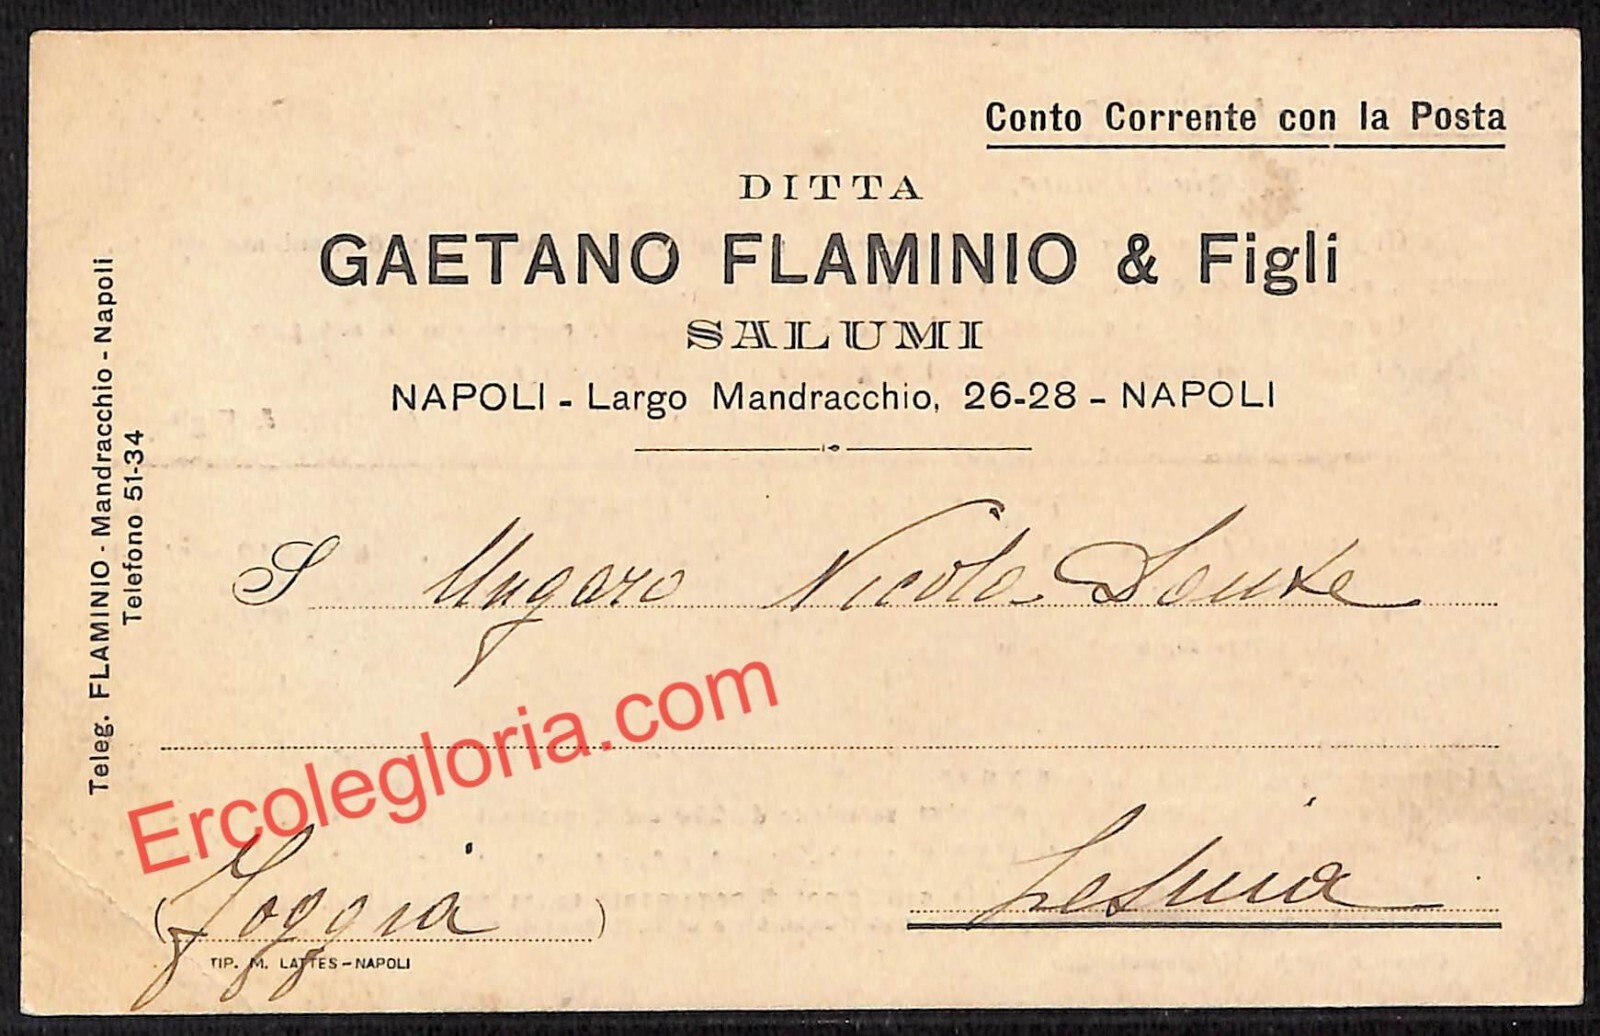 Conto Corrente con la Posta
DITTA
GAETANO FLAMINIO & Figli
SALUMI
NAPOLI - Largo Mandracchio, 26-28 - NAPOLI
Teleg. FLAMINIO - Mandracchio - Napoli
Telefono 51-34
S Ungaro Nicola Dante
Ercolegloria.com
(Foggia)
Lesina
TIP. M. LATTES - NAPOLI